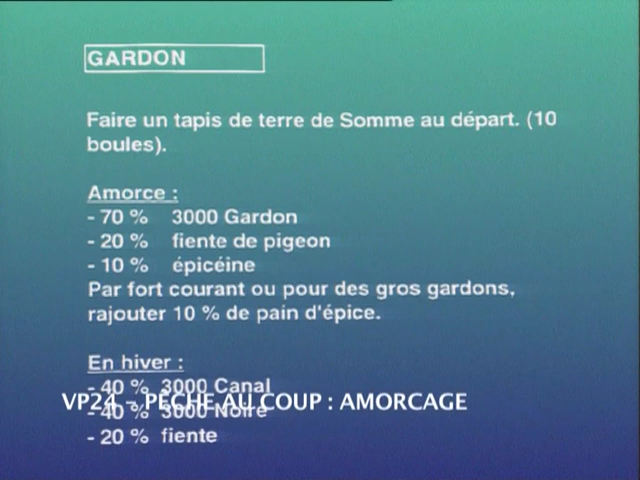 GARDON
Faire un tapis de terre de Somme au départ. (10
boules).
Amorce :
- 70 % 3000 Gardon
- 20 % fiente de pigeon
- 10 % épicéine
Par fort courant ou pour des gros gardons,
rajouter 10 % de pain d'épice.
En hiver :
- 40 % 3000 Canal
VP24 - PÊCHE AU COUP : AMORCAGE
- 40 % 3000 Noire
- 20 % fiente